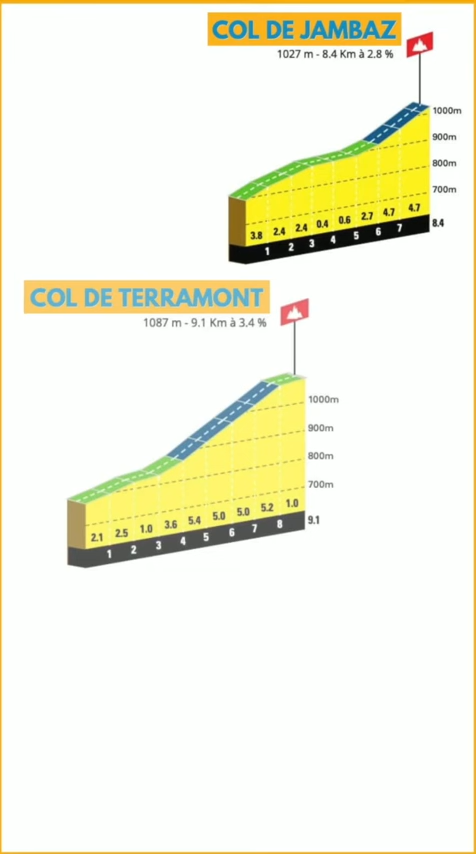 COL DE JAMBAZ
1027 m - 8.4 Km à 2.8 %
1000m
900m
800m
700m
3.8 2.4 2.4 0.4 0.6 2.7 4.7 4.7
1 2 3 4 5 6 7 8.4
COL DE TERRAMONT
1087 m - 9.1 Km à 3.4 %
1000m
900m
800m
700m
2.1 2.5 1.0 3.6 5.4 5.0 5.0 5.2 1.0
1 2 3 4 5 6 7 8 9.1